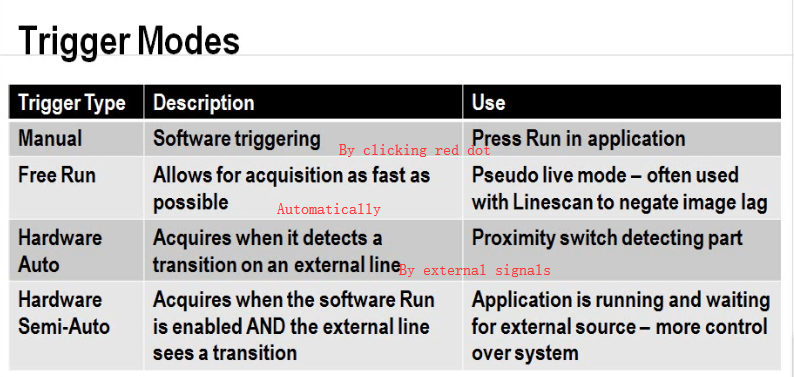 Trigger Modes
Trigger Type Description Use
Manual Software triggering Press Run in application
By clicking red dot
Free Run Allows for acquisition as fast as Pseudo live mode – often used
possible with Linescan to negate image lag
Automatically
Hardware Acquires when it detects a Proximity switch detecting part
Auto transition on an external line
By external signals
Hardware Acquires when the software Run Application is running and waiting
Semi-Auto is enabled AND the external line for external source – more control
sees a transition over system